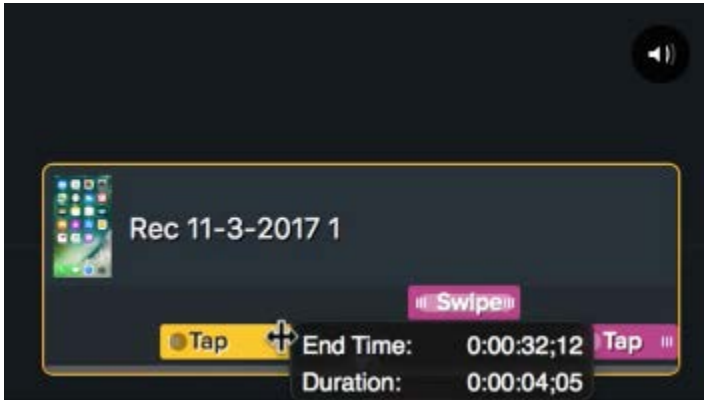 Rec 11-3-2017 1
Swipe
Tap
End Time: 0:00:32;12
Tap
Duration: 0:00:04;05